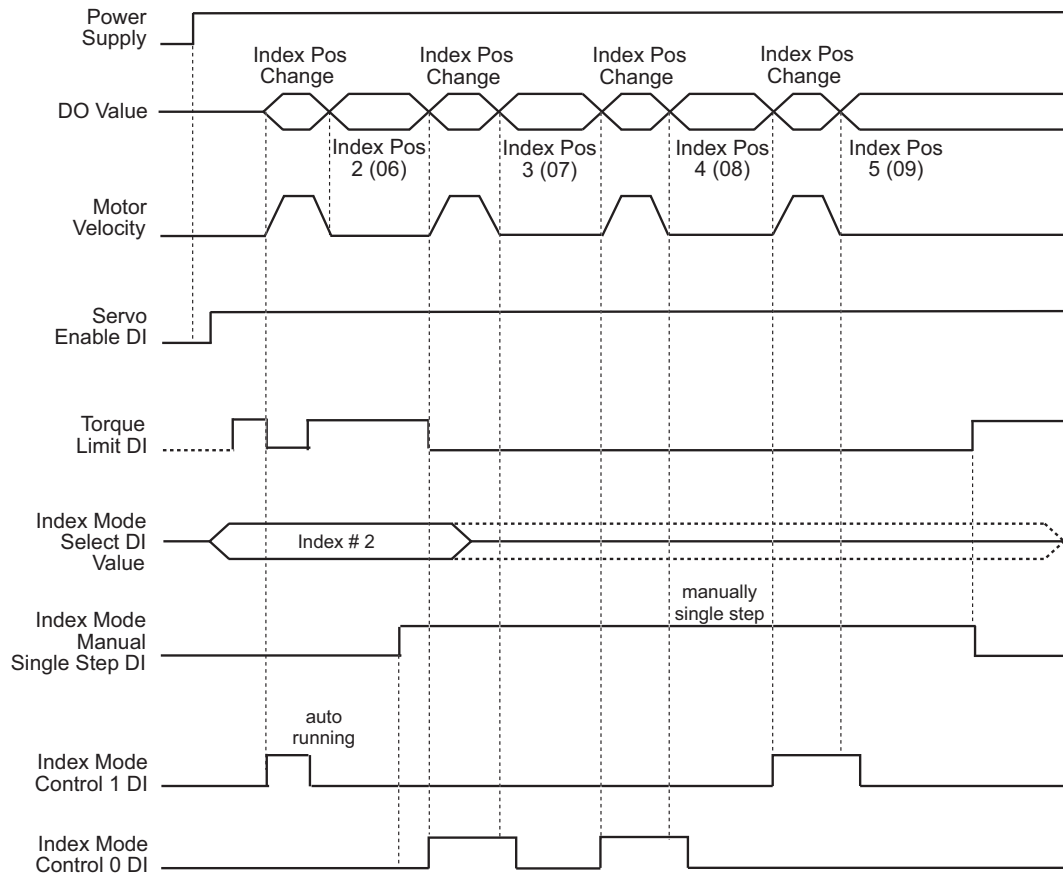 Power
Supply
Index Pos
Change
Index Pos
Change
Index Pos
Change
Index Pos
Change
DO Value
Index Pos
2 (06)
Index Pos
3 (07)
Index Pos
4 (08)
Index Pos
5 (09)
Motor
Velocity
Servo
Enable DI
Torque
Limit DI
Index Mode
Select DI
Value
Index # 2
manually
single step
Index Mode
Manual
Single Step DI
auto
running
Index Mode
Control 1 DI
Index Mode
Control 0 DI